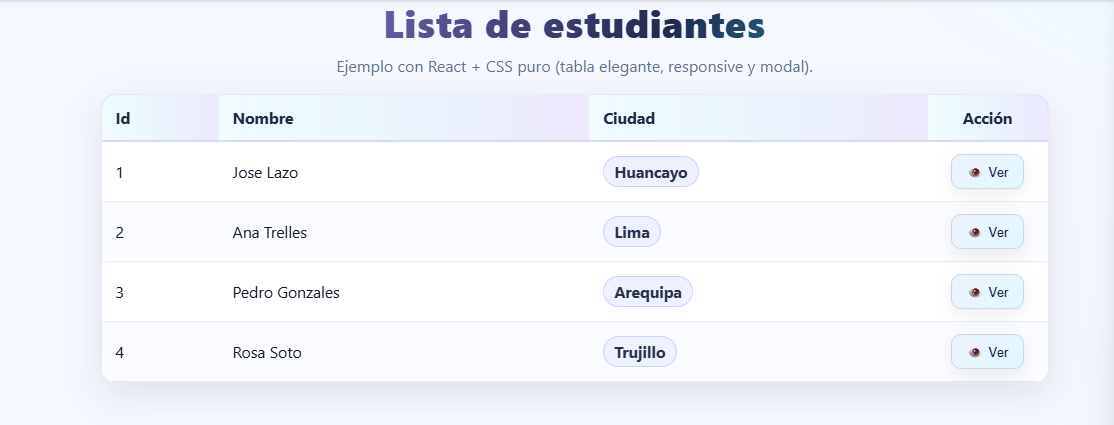 Lista de estudiantes
Ejemplo con React + CSS puro (tabla elegante, responsive y modal).
Id Nombre Ciudad Acción
1 Jose Lazo Huancayo Ver
2 Ana Trelles Lima Ver
3 Pedro Gonzales Arequipa Ver
4 Rosa Soto Trujillo Ver